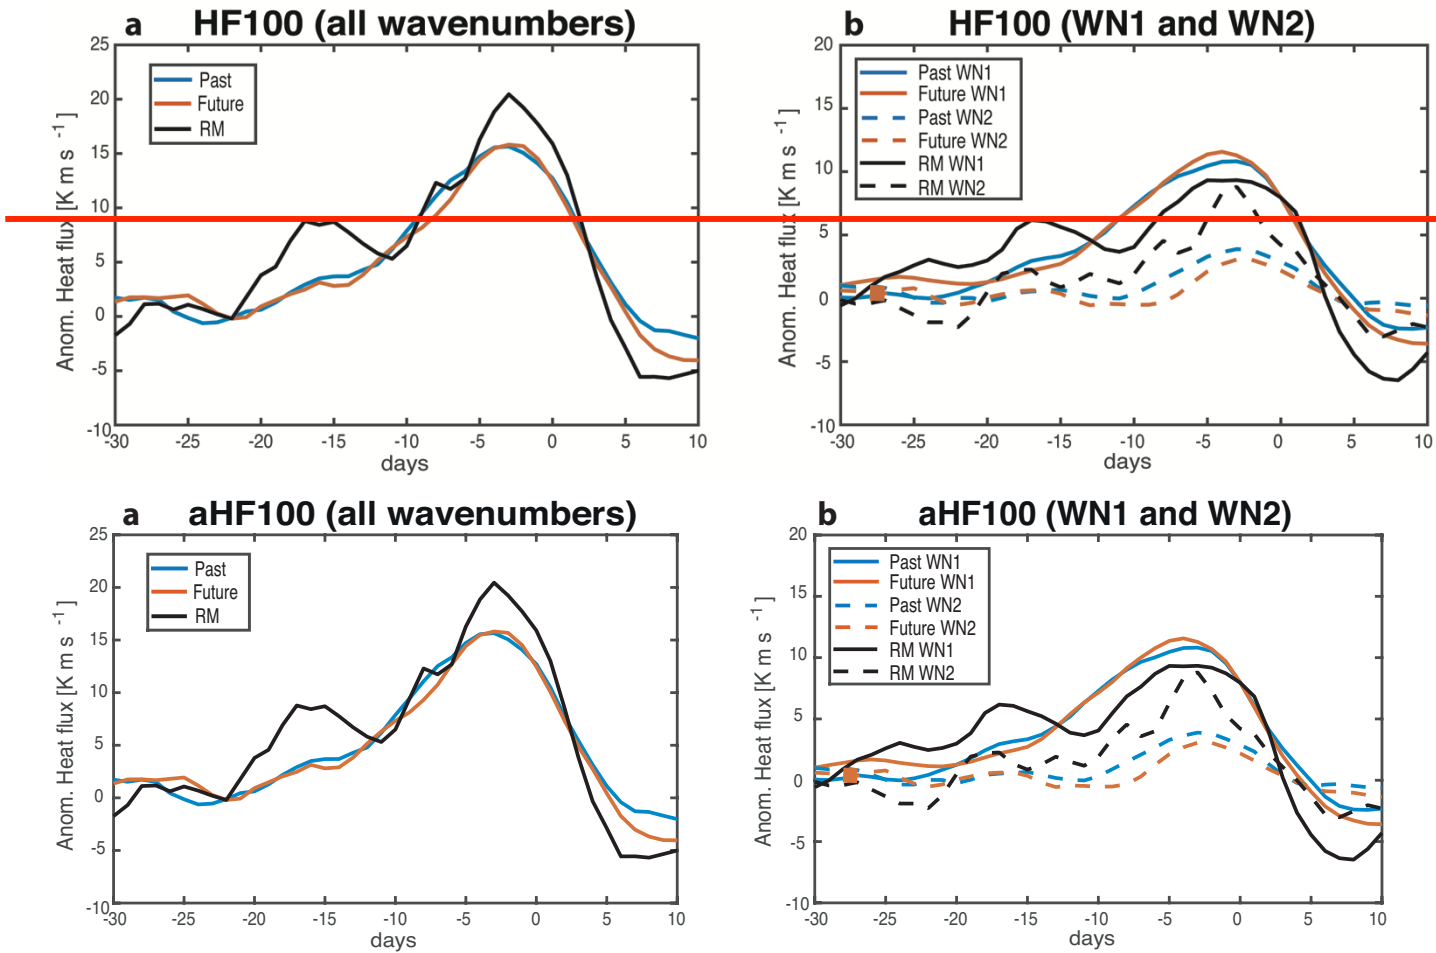 a HF100 (all wavenumbers)
25
20
15
10
5
0
-5
-10
Anom. Heat flux [K m s -1 ]
Past
Future
RM
-30 -25 -20 -15 -10 -5 0 5 10
days
b HF100 (WN1 and WN2)
20
15
10
5
0
-5
-10
Anom. Heat flux [K m s -1 ]
Past WN1
Future WN1
Past WN2
Future WN2
RM WN1
RM WN2
-30 -25 -20 -15 -10 -5 0 5 10
days
a aHF100 (all wavenumbers)
25
20
15
10
5
0
-5
-10
Anom. Heat flux [K m s -1 ]
Past
Future
RM
-30 -25 -20 -15 -10 -5 0 5 10
days
b aHF100 (WN1 and WN2)
20
15
10
5
0
-5
-10
Anom. Heat flux [K m s -1 ]
Past WN1
Future WN1
Past WN2
Future WN2
RM WN1
RM WN2
-30 -25 -20 -15 -10 -5 0 5 10
days